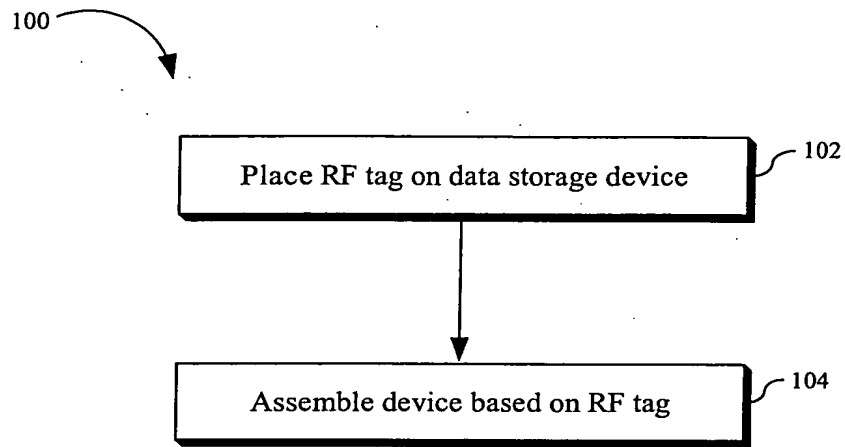 100
Place RF tag on data storage device
102
Assemble device based on RF tag
104